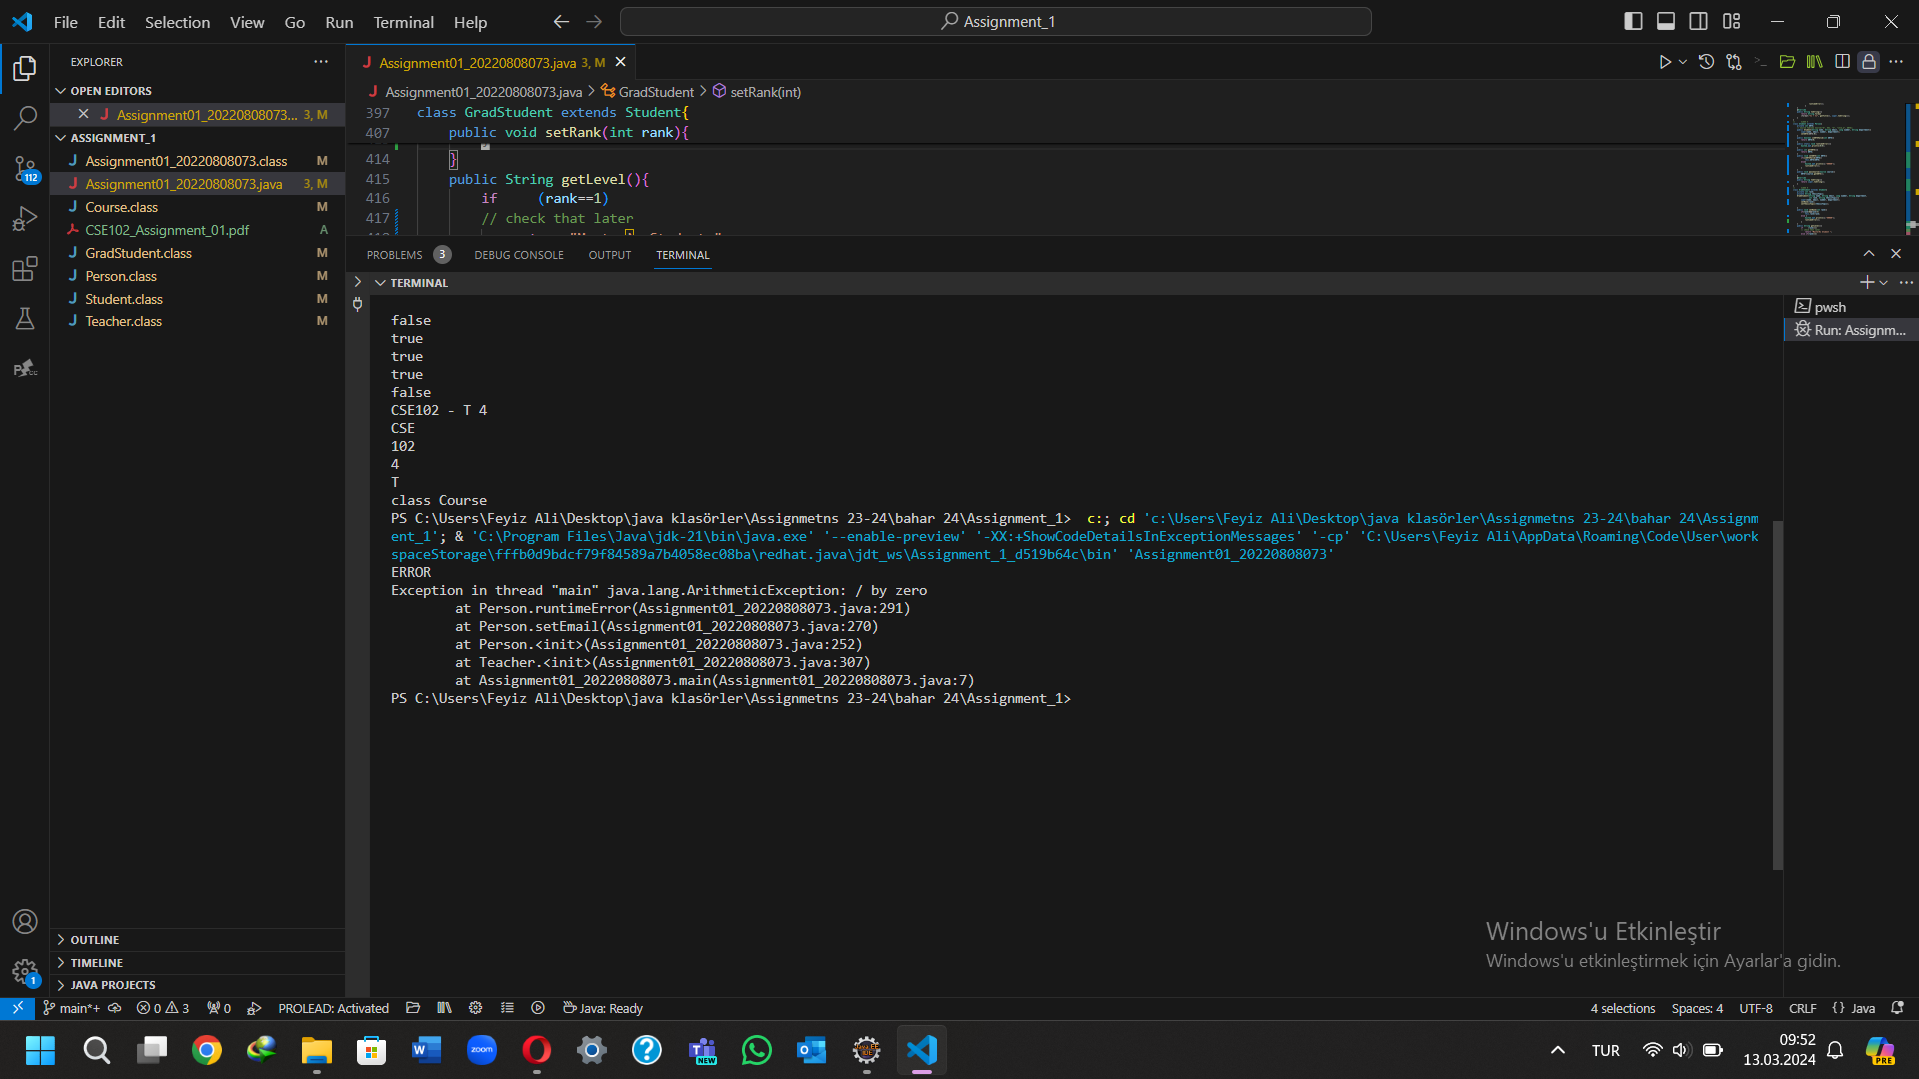 File Edit Selection View Go Run Terminal Help
Assignment_1
EXPLORER
OPEN EDITORS
Assignment01_20220808073... 3, M
ASSIGNMENT_1
Assignment01_20220808073.class M
Assignment01_20220808073.java 3, M
Course.class M
CSE102_Assignment_01.pdf A
GradStudent.class M
Person.class M
Student.class M
Teacher.class M
OUTLINE
TIMELINE
JAVA PROJECTS
112
1
Assignment01_20220808073.java 3, M
Assignment01_20220808073.java > GradStudent > setRank(int)
397 class GradStudent extends Student{
407 public void setRank(int rank){
414 }
415 public String getLevel(){
416 if (rank==1)
417 // check that later
PROBLEMS 3 DEBUG CONSOLE OUTPUT TERMINAL
TERMINAL
pwsh
Run: Assignm...
false
true
true
true
false
CSE102 - T 4
CSE
102
4
T
class Course
PS C:\Users\Feyiz Ali\Desktop\java klasörler\Assignmetns 23-24\bahar 24\Assignment_1>  c:; cd 'c:\Users\Feyiz Ali\Desktop\java klasörler\Assignmetns 23-24\bahar 24\Assignm
ent_1'; & 'C:\Program Files\Java\jdk-21\bin\java.exe' '--enable-preview' '-XX:+ShowCodeDetailsInExceptionMessages' '-cp' 'C:\Users\Feyiz Ali\AppData\Roaming\Code\User\work
spaceStorage\fffb0d9bdcf79f84589a7b4058ec08ba\redhat.java\jdt_ws\Assignment_1_d519b64c\bin' 'Assignment01_20220808073'
ERROR
Exception in thread "main" java.lang.ArithmeticException: / by zero
at Person.runtimeError(Assignment01_20220808073.java:291)
at Person.setEmail(Assignment01_20220808073.java:270)
at Person.<init>(Assignment01_20220808073.java:252)
at Teacher.<init>(Assignment01_20220808073.java:307)
at Assignment01_20220808073.main(Assignment01_20220808073.java:7)
PS C:\Users\Feyiz Ali\Desktop\java klasörler\Assignmetns 23-24\bahar 24\Assignment_1>
Windows'u Etkinleştir
Windows'u etkinleştirmek için Ayarlar'a gidin.
main*+ 0 3 0 PROLEAD: Activated Java: Ready
4 selections Spaces: 4 UTF-8 CRLF {} Java
zoom
NEW
TUR
09:52
13.03.2024
PRE